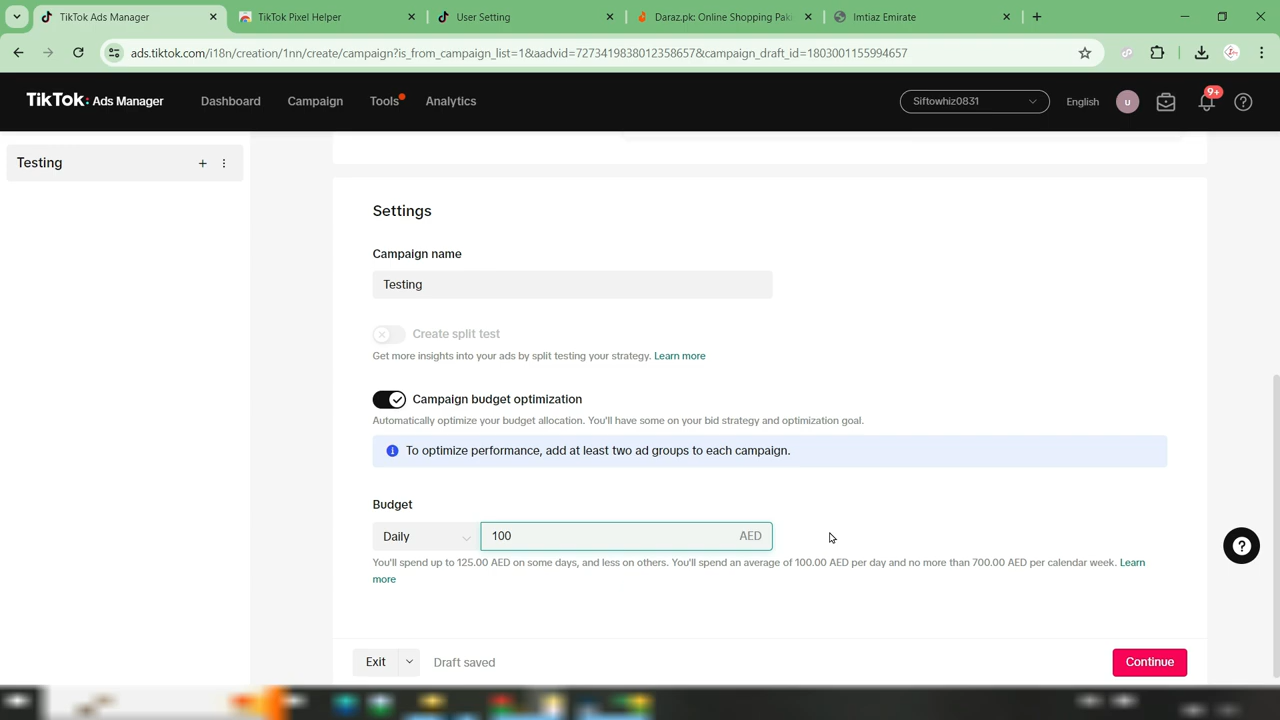 TikTok Ads Manager
TikTok Pixel Helper
User Setting
Daraz.pk: Online Shopping Pak
Imtiaz Emirate
ads.tiktok.com/i18n/creation/1nn/create/campaign?is_from_campaign_list=1&aadvid=7273419838012358657&campaign_draft_id=1803001155994657
TikTok: Ads Manager
Dashboard
Campaign
Tools
Analytics
Siftowhiz0831
English
u
9+
Testing
Settings
Campaign name
Testing
Create split test
Get more insights into your ads by split testing your strategy. Learn more
Campaign budget optimization
Automatically optimize your budget allocation. You'll have some on your bid strategy and optimization goal.
To optimize performance, add at least two ad groups to each campaign.
Budget
Daily
100
AED
You'll spend up to 125.00 AED on some days, and less on others. You'll spend an average of 100.00 AED per day and no more than 700.00 AED per calendar week. Learn
more
Exit
Draft saved
Continue